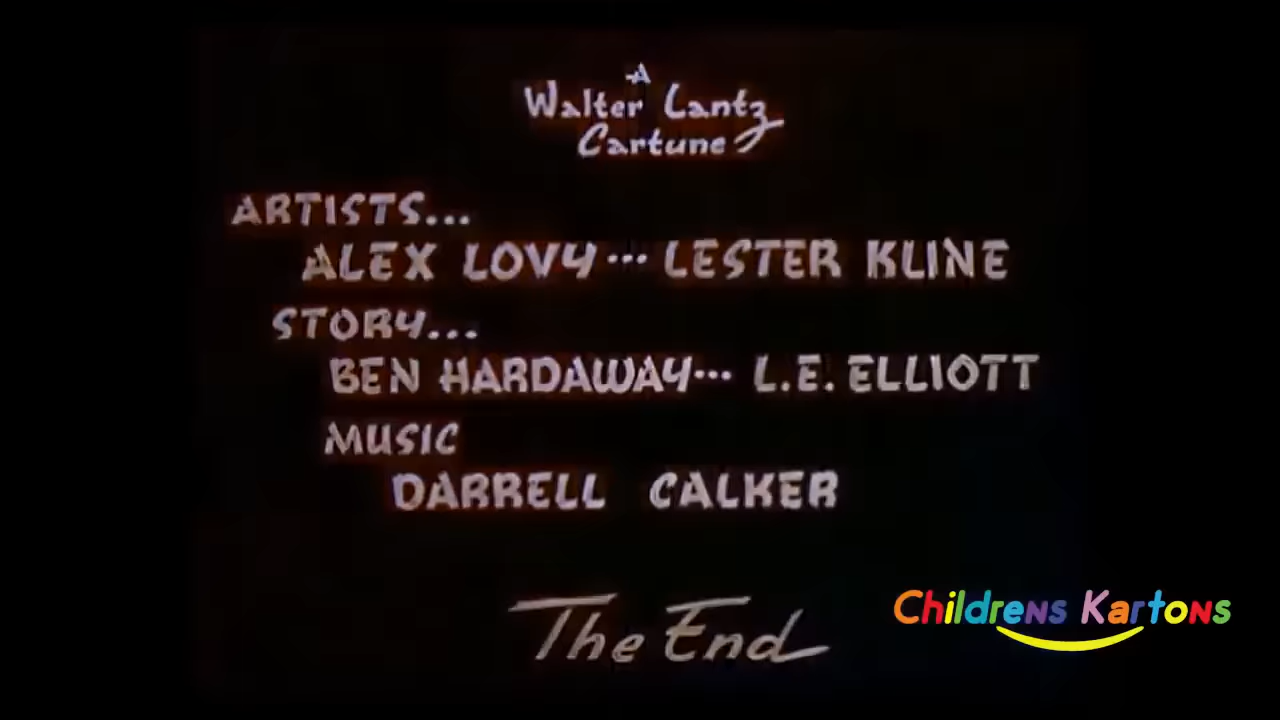 A
Walter Lantz
Cartune
ARTISTS...
ALEX LOVY... LESTER KLINE
STORY...
BEN HARDAWAY... L.E. ELLIOTT
MUSIC
DARRELL CALKER
The End
Childrens Kartons